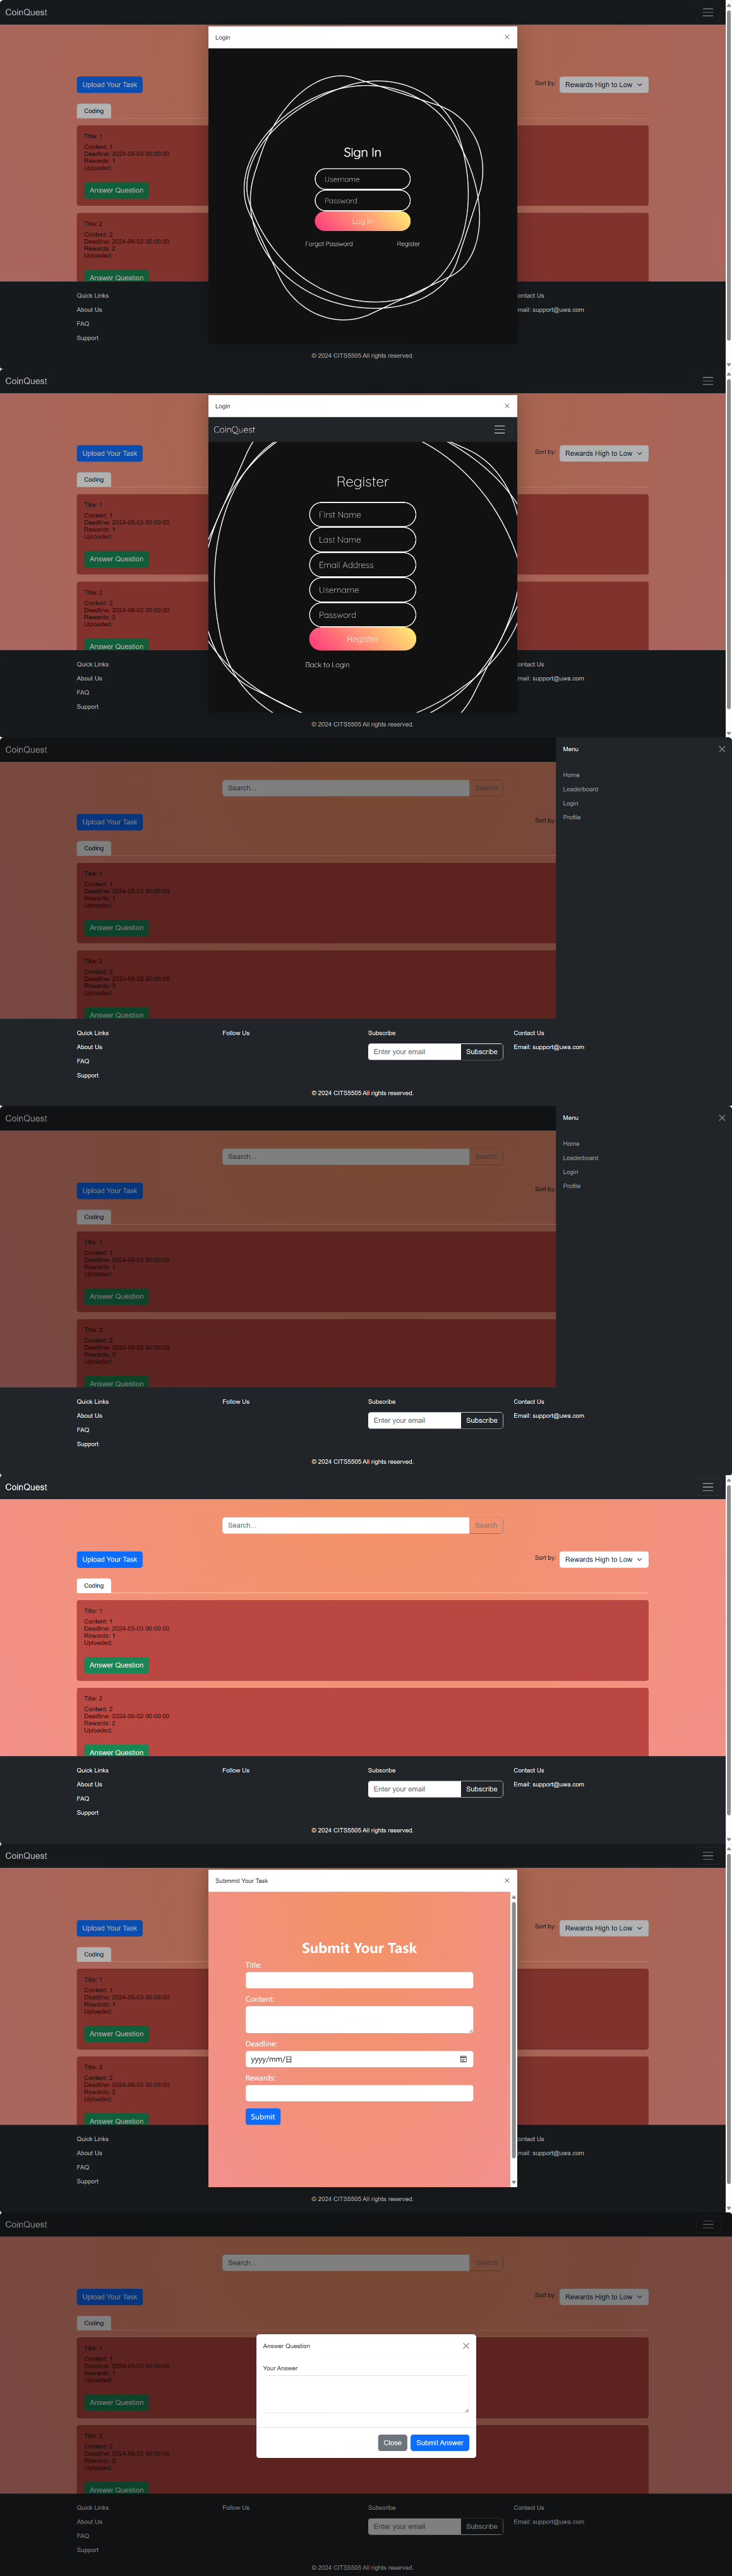 CoinQuest
Login
Upload Your Task
Sort by:
Rewards High to Low
Coding
Title: 1
Content: 1
Deadline: 2024-05-03 00:00:00
Rewards: 1
Uploaded:
Answer Question
Title: 2
Content: 2
Deadline: 2024-06-02 00:00:00
Rewards: 2
Uploaded:
Answer Question
Sign In
Username
Password
Log In
Forgot Password
Register
Quick Links
About Us
FAQ
Support
ontact Us
mail: support@uwa.com
© 2024 CITS5505 All rights reserved.
CoinQuest
Login
CoinQuest
Upload Your Task
Sort by:
Rewards High to Low
Coding
Title: 1
Content: 1
Deadline: 2024-05-03 00:00:00
Rewards: 1
Uploaded:
Answer Question
Title: 2
Content: 2
Deadline: 2024-06-02 00:00:00
Rewards: 2
Uploaded:
Answer Question
Register
First Name
Last Name
Email Address
Username
Password
Register
Back to Login
Quick Links
About Us
FAQ
Support
ontact Us
mail: support@uwa.com
© 2024 CITS5505 All rights reserved.
CoinQuest
Menu
Home
Leaderboard
Login
Profile
Search...
Search
Upload Your Task
Sort by:
Coding
Title: 1
Content: 1
Deadline: 2024-05-03 00:00:00
Rewards: 1
Uploaded:
Answer Question
Title: 2
Content: 2
Deadline: 2024-06-02 00:00:00
Rewards: 2
Uploaded:
Answer Question
Quick Links
About Us
FAQ
Support
Follow Us
Subscribe
Enter your email
Subscribe
Contact Us
Email: support@uwa.com
© 2024 CITS5505 All rights reserved.
CoinQuest
Menu
Home
Leaderboard
Login
Profile
Search...
Search
Upload Your Task
Sort by:
Coding
Title: 1
Content: 1
Deadline: 2024-05-03 00:00:00
Rewards: 1
Uploaded:
Answer Question
Title: 2
Content: 2
Deadline: 2024-06-02 00:00:00
Rewards: 2
Uploaded:
Answer Question
Quick Links
About Us
FAQ
Support
Follow Us
Subscribe
Enter your email
Subscribe
Contact Us
Email: support@uwa.com
© 2024 CITS5505 All rights reserved.
CoinQuest
Search...
Search
Upload Your Task
Sort by:
Rewards High to Low
Coding
Title: 1
Content: 1
Deadline: 2024-05-03 00:00:00
Rewards: 1
Uploaded:
Answer Question
Title: 2
Content: 2
Deadline: 2024-06-02 00:00:00
Rewards: 2
Uploaded:
Answer Question
Quick Links
About Us
FAQ
Support
Follow Us
Subscribe
Enter your email
Subscribe
Contact Us
Email: support@uwa.com
© 2024 CITS5505 All rights reserved.
CoinQuest
Submmit Your Task
Upload Your Task
Sort by:
Rewards High to Low
Coding
Title: 1
Content: 1
Deadline: 2024-05-03 00:00:00
Rewards: 1
Uploaded:
Answer Question
Title: 2
Content: 2
Deadline: 2024-06-02 00:00:00
Rewards: 2
Uploaded:
Answer Question
Submit Your Task
Title:
Content:
Deadline:
yyyy/mm/日
Rewards:
Submit
Quick Links
About Us
FAQ
Support
ontact Us
mail: support@uwa.com
© 2024 CITS5505 All rights reserved.
CoinQuest
Search...
Search
Upload Your Task
Sort by:
Rewards High to Low
Coding
Title: 1
Content: 1
Deadline: 2024-05-03 00:00:00
Rewards: 1
Uploaded:
Answer Question
Title: 2
Content: 2
Deadline: 2024-06-02 00:00:00
Rewards: 2
Uploaded:
Answer Question
Answer Question
Your Answer
Close
Submit Answer
Quick Links
About Us
FAQ
Support
Follow Us
Subscribe
Enter your email
Subscribe
Contact Us
Email: support@uwa.com
© 2024 CITS5505 All rights reserved.